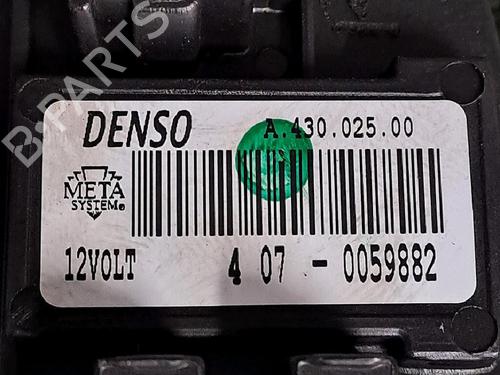 B-PARTS
DENSO A.430.025.00
META
SYSTEM®
12VOLT 4 07 - 0059882